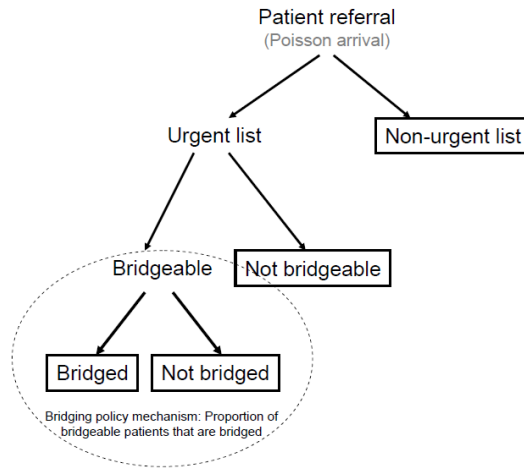 Patient referral
(Poisson arrival)
Urgent list
Non-urgent list
Bridgeable
Not bridgeable
Bridged
Not bridged
Bridging policy mechanism: Proportion of
bridgeable patients that are bridged